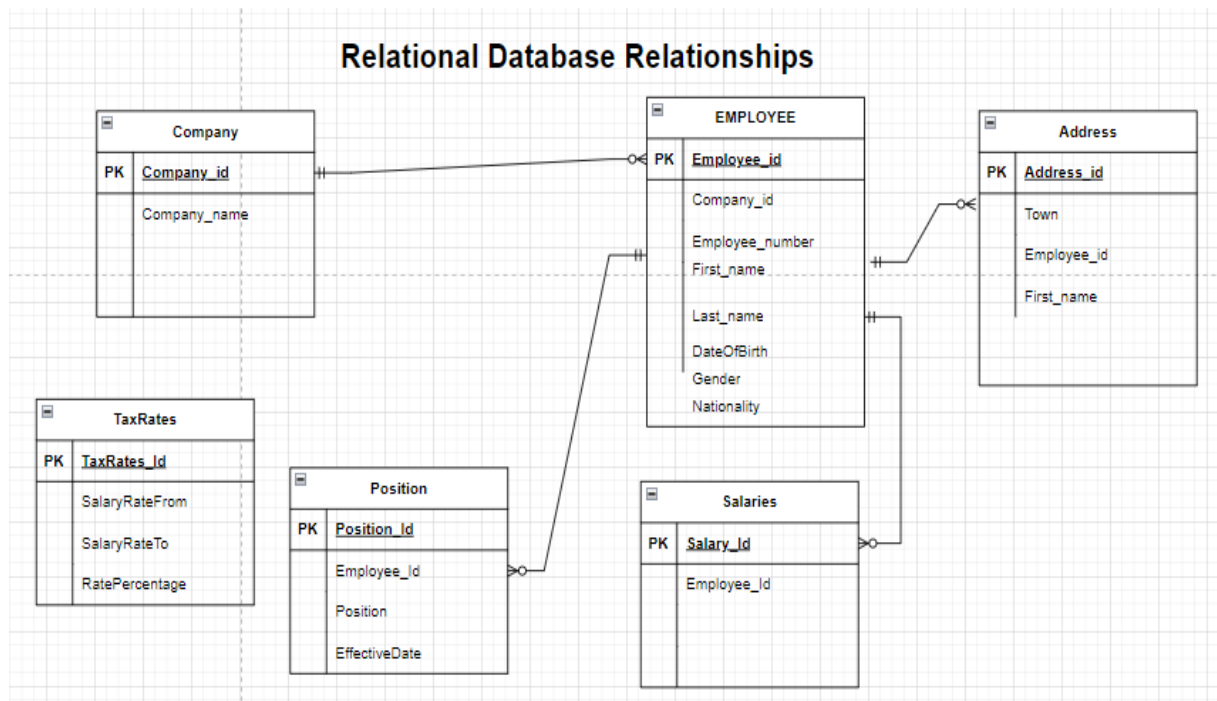 Relational Database Relationships
Company
PK Company_id
Company_name
EMPLOYEE
PK Employee_id
Company_id
Employee_number
First_name
Last_name
DateOfBirth
Gender
Nationality
Address
PK Address_id
Town
Employee_id
First_name
TaxRates
PK TaxRates_Id
SalaryRateFrom
SalaryRateTo
RatePercentage
Position
PK Position_Id
Employee_Id
Position
EffectiveDate
Salaries
PK Salary_Id
Employee_Id